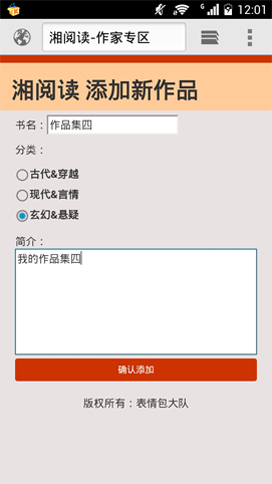 G 12:01
湘阅读-作家专区
湘阅读 添加新作品
书名：作品集四
分类：
古代&穿越
现代&言情
玄幻&悬疑
简介：
我的作品集四
确认添加
版权所有：表情包大队